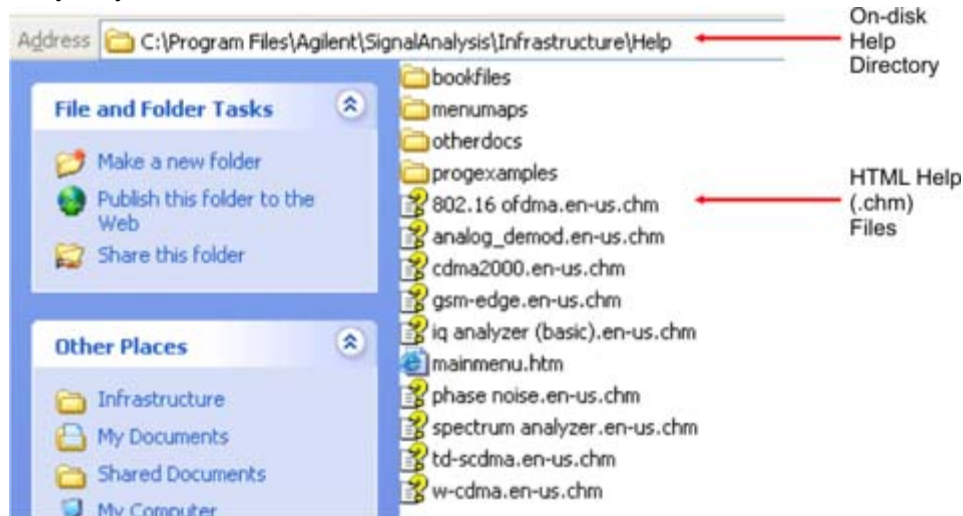 Address C:\Program Files\Agilent\SignalAnalysis\Infrastructure\Help
On-disk
Help
Directory
File and Folder Tasks
Make a new folder
Publish this folder to the
Web
Share this folder
Other Places
Infrastructure
My Documents
Shared Documents
My Computer
bookfiles
menumaps
otherdocs
progexamples
802.16 ofdma.en-us.chm
analog_demod.en-us.chm
cdma2000.en-us.chm
gsm-edge.en-us.chm
iq analyzer (basic).en-us.chm
mainmenu.htm
phase noise.en-us.chm
spectrum analyzer.en-us.chm
td-scdma.en-us.chm
w-cdma.en-us.chm
HTML Help
(.chm)
Files